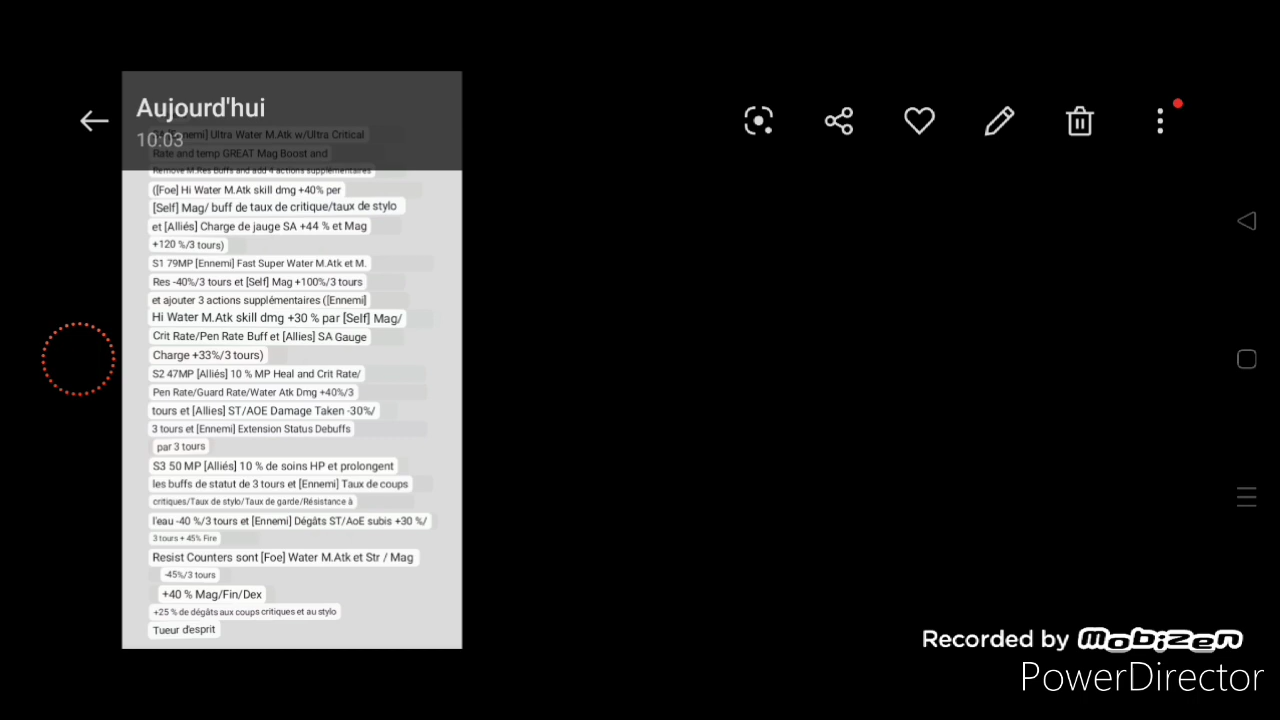 Aujourd'hui
10:03
nemi] Ultra Water M.Atk w/Ultra Critical
Rate and temp GREAT Mag Boost and
Remove M.Res Buffs and add 4 actions supplémentaires
([Foe] Hi Water M.Atk skill dmg +40% per
[Self] Mag/ buff de taux de critique/taux de stylo
et [Alliés] Charge de jauge SA +44 % et Mag
+120 %/3 tours)
S1 79MP [Ennemi] Fast Super Water M.Atk et M.
Res -40%/3 tours et [Self] Mag +100%/3 tours
et ajouter 3 actions supplémentaires ([Ennemi]
Hi Water M.Atk skill dmg +30 % par [Self] Mag/
Crit Rate/Pen Rate Buff et [Allies] SA Gauge
Charge +33%/3 tours)
S2 47MP [Alliés] 10 % MP Heal and Crit Rate/
Pen Rate/Guard Rate/Water Atk Dmg +40%/3
tours et [Allies] ST/AOE Damage Taken -30%/
3 tours et [Ennemi] Extension Status Debuffs
par 3 tours
S3 50 MP [Alliés] 10 % de soins HP et prolongent
les buffs de statut de 3 tours et [Ennemi] Taux de coups
critiques/Taux de stylo/Taux de garde/Résistance à
l'eau -40 %/3 tours et [Ennemi] Dégâts ST/AoE subis +30 %/
3 tours + 45% Fire
Resist Counters sont [Foe] Water M.Atk et Str / Mag
-45%/3 tours
+40 % Mag/Fin/Dex
+25 % de dégâts aux coups critiques et au stylo
Tueur d'esprit
Recorded by Mobizen
PowerDirector